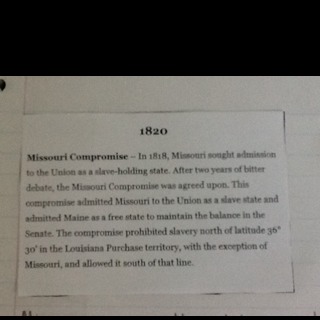 1820
Missouri Compromise – In 1818, Missouri sought admission
to the Union as a slave-holding state. After two years of bitter
debate, the Missouri Compromise was agreed upon. This
compromise admitted Missouri to the Union as a slave state and
admitted Maine as a free state to maintain the balance in the
Senate. The compromise prohibited slavery north of latitude 36°
30' in the Louisiana Purchase territory, with the exception of
Missouri, and allowed it south of that line.